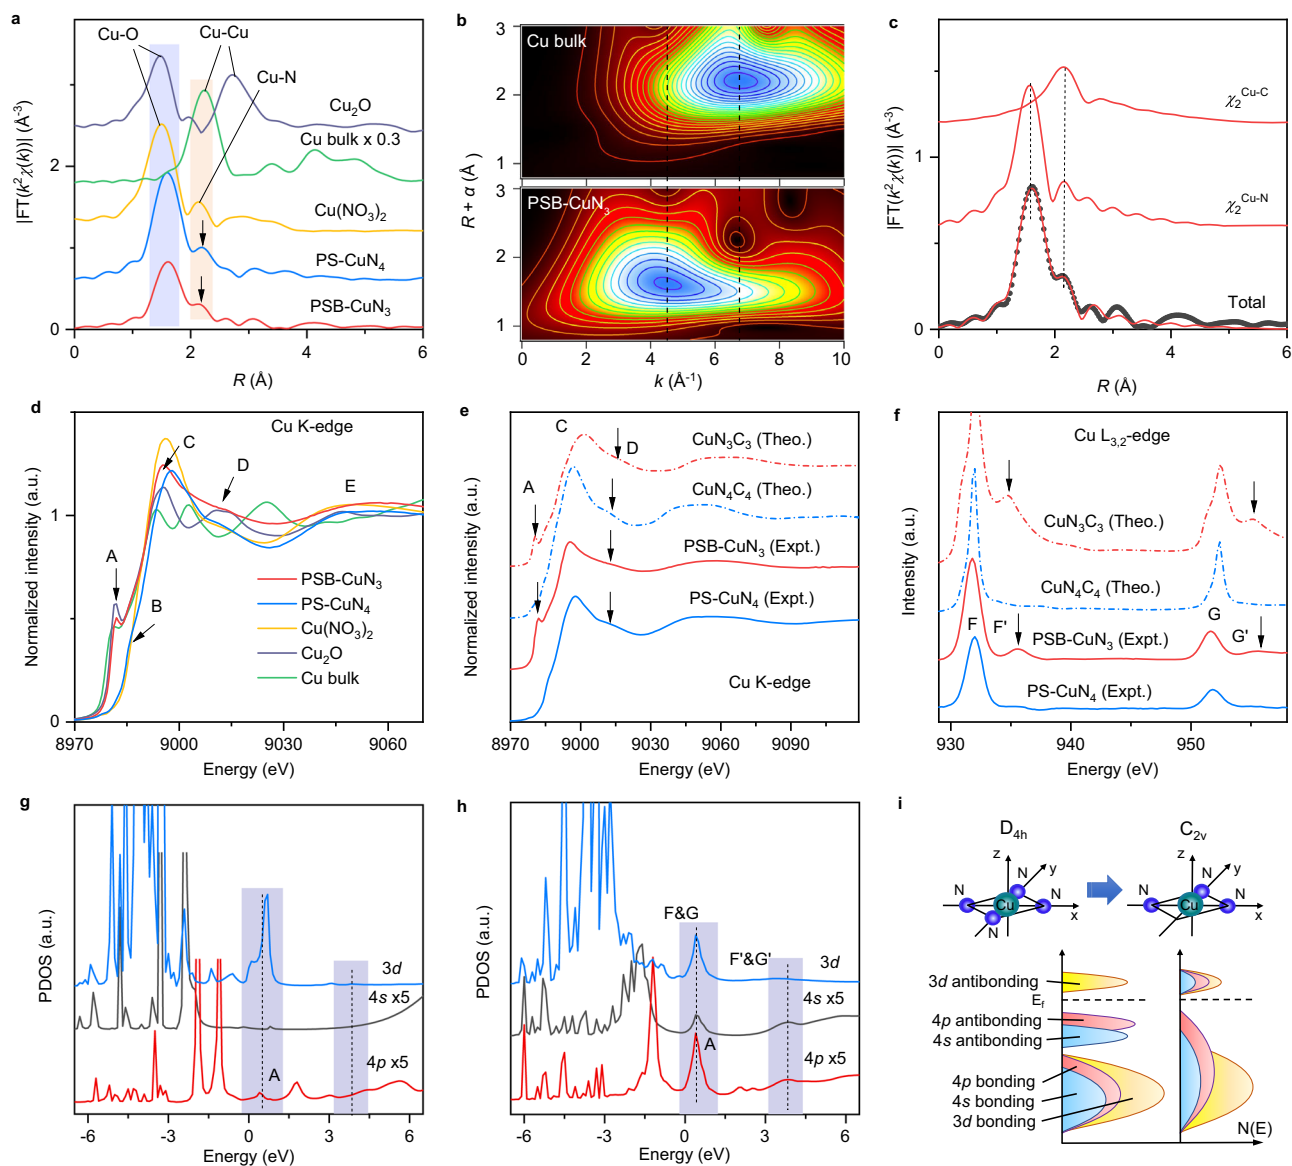 a
Cu-O
Cu-Cu
Cu-N
Cu₂O
Cu bulk x 0.3
Cu(NO₃)₂
PS-CuN₄
PSB-CuN₃
|FT(k²χ(k))| (Å⁻³)
2
1
0
0 2 4 6
R (Å)
b
Cu bulk
PSB-CuN₃
R + α (Å)
3
2
1
3
2
1
0 2 4 6 8 10
k (Å⁻¹)
c
χ₂ᶜᵘ⁻ᶜ
χ₂ᶜᵘ⁻ᴺ
Total
|FT(k²χ(k))| (Å⁻³)
1
0
0 2 4 6
R (Å)
d
Cu K-edge
C
D
E
A
B
PSB-CuN₃
PS-CuN₄
Cu(NO₃)₂
Cu₂O
Cu bulk
Normalized intensity (a.u.)
1
0
8970 9000 9030 9060
Energy (eV)
e
C
D
A
CuN₃C₃ (Theo.)
CuN₄C₄ (Theo.)
PSB-CuN₃ (Expt.)
PS-CuN₄ (Expt.)
Cu K-edge
Normalized intensity (a.u.)
8970 9000 9030 9060 9090
Energy (eV)
f
Cu L₃,₂-edge
CuN₃C₃ (Theo.)
CuN₄C₄ (Theo.)
F F' G G'
PSB-CuN₃ (Expt.)
PS-CuN₄ (Expt.)
Intensity (a.u.)
930 940 950
Energy (eV)
g
3d
4s x5
4p x5
A
PDOS (a.u.)
-6 -3 0 3 6
Energy (eV)
h
F&G
F'&G'
3d
4s x5
A
4p x5
PDOS (a.u.)
-6 -3 0 3 6
Energy (eV)
i
D₄ₕ
C₂ᵥ
z
y
N
N
Cu
N
N
x
z
y
N
N
Cu
N
x
3d antibonding
E_f
4p antibonding
4s antibonding
4p bonding
4s bonding
3d bonding
N(E)